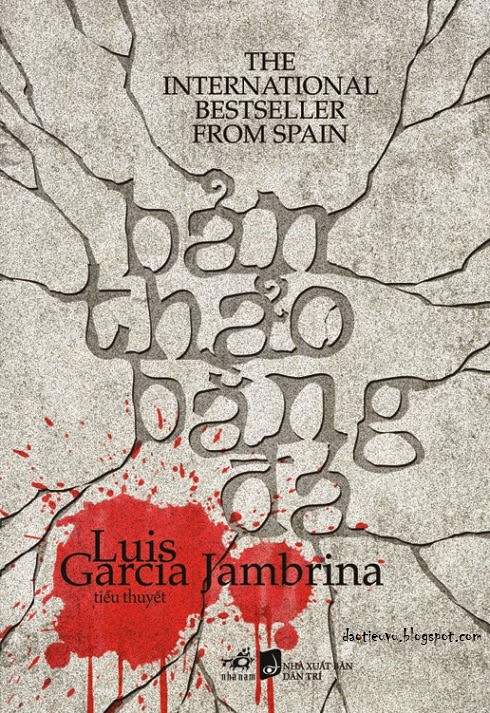 THE
INTERNATIONAL
BESTSELLER
FROM SPAIN
bản
thảo
bằng
đá
Luis
García Jambrina
tiểu thuyết
daotieuvu.blogspot.com
nhã nam
NHÀ XUẤT BẢN
DÂN TRÍ